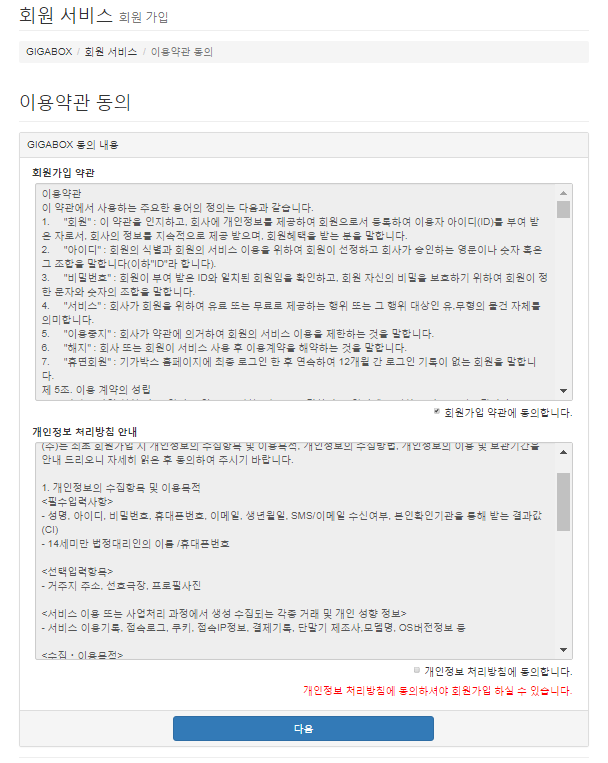 회원 서비스 회원 가입
GIGABOX / 회원 서비스 / 이용약관 동의
이용약관 동의
GIGABOX 동의 내용
회원가입 약관
이용약관
이 약관에서 사용하는 주요한 용어의 정의는 다음과 같습니다.
1. "회원" : 이 약관을 인지하고, 회사에 개인정보를 제공하여 회원으로서 등록하여 이용자 아이디(ID)를 부여 받
은 자로서, 회사의 정보를 지속적으로 제공 받으며, 회원혜택을 받는 분을 말합니다.
2. "아이디" : 회원의 식별과 회원의 서비스 이용을 위하여 회원이 선정하고 회사가 승인하는 영문이나 숫자 혹은
그 조합을 말합니다(이하"ID"라 합니다).
3. "비밀번호" : 회원이 부여 받은 ID와 일치된 회원임을 확인하고, 회원 자신의 비밀을 보호하기 위하여 회원이 정
한 문자와 숫자의 조합을 말합니다.
4. "서비스" : 회사가 회원을 위하여 유료 또는 무료로 제공하는 행위 또는 그 행위 대상인 유.무형의 물건 자체를
의미합니다.
5. "이용중지" : 회사가 약관에 의거하여 회원의 서비스 이용을 제한하는 것을 말합니다.
6. "해지" : 회사 또는 회원이 서비스 사용 후 이용계약을 해약하는 것을 말합니다.
7. "휴면회원" : 기가박스 홈페이지에 최종 로그인 한 후 연속하여 12개월 간 로그인 기록이 없는 회원을 말합니
다.
제 5조. 이용 계약의 성립
회원가입 약관에 동의합니다.
개인정보 처리방침 안내
(주)는 최초 회원가입 시 개인정보의 수집항목 및 이용목적, 개인정보의 수집방법, 개인정보의 이용 및 보관기간을
안내 드리오니 자세히 읽은 후 동의하여 주시기 바랍니다.
1. 개인정보의 수집항목 및 이용목적
<필수입력사항>
- 성명, 아이디, 비밀번호, 휴대폰번호, 이메일, 생년월일, SMS/이메일 수신여부, 본인확인기관을 통해 받는 결과값
(CI)
- 14세미만 법정대리인의 이름 /휴대폰번호
<선택입력항목>
- 거주지 주소, 선호극장, 프로필사진
<서비스 이용 또는 사업처리 과정에서 생성 수집되는 각종 거래 및 개인 성향 정보>
- 서비스 이용기록, 접속로그, 쿠키, 접속IP정보, 결제기록, 단말기 제조사,모델명, OS버전정보 등
<수집・이용목적>
개인정보 처리방침에 동의합니다.
개인정보 처리방침에 동의하셔야 회원가입 하실 수 있습니다.
다음